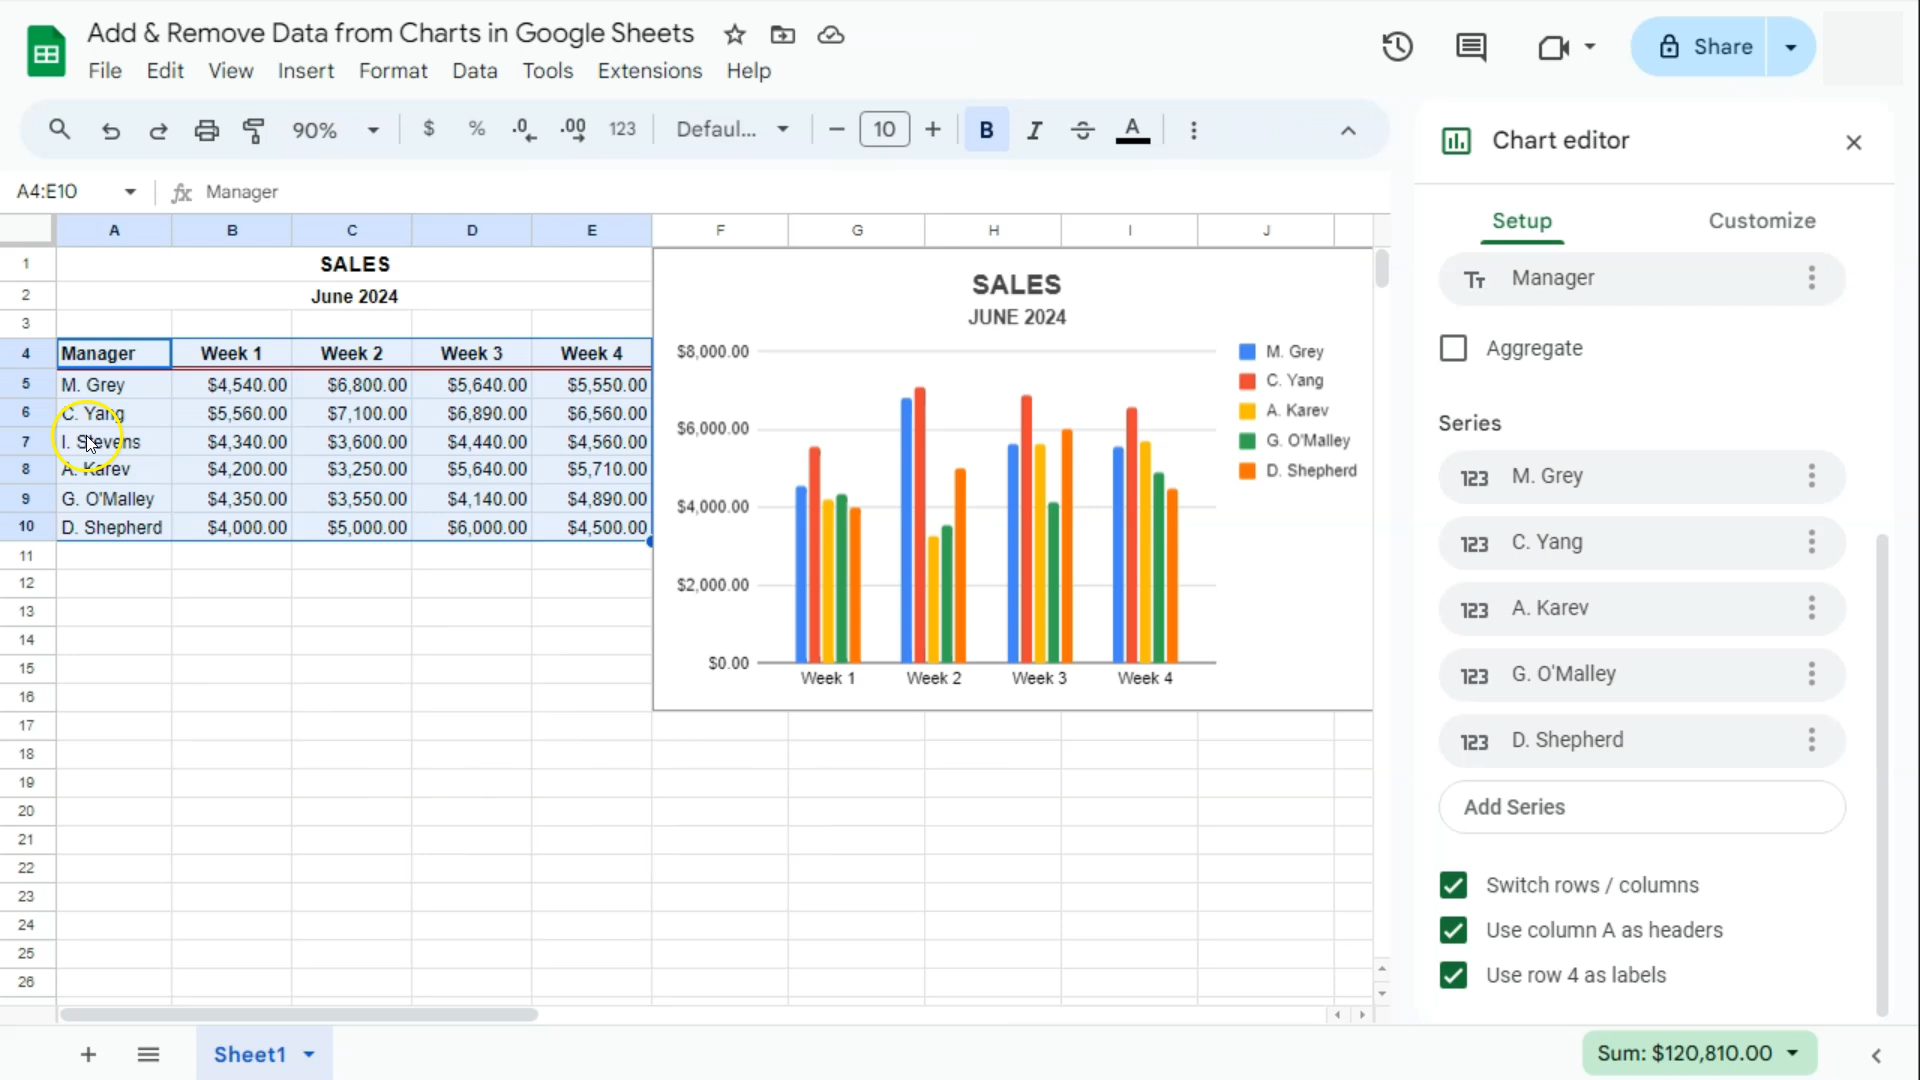 Add & Remove Data from Charts in Google Sheets
File Edit View Insert Format Data Tools Extensions Help
Share
90% $ % .0 .00 123 Defaul... − 10 + B I S A
A4:E10 fx Manager
A B C D E F G H I J
1 SALES
2 June 2024
3
4 Manager Week 1 Week 2 Week 3 Week 4
5 M. Grey $4,540.00 $6,800.00 $5,640.00 $5,550.00
6 C. Yang $5,560.00 $7,100.00 $6,890.00 $6,560.00
7 I. Stevens $4,340.00 $3,600.00 $4,440.00 $4,560.00
8 A. Karev $4,200.00 $3,250.00 $5,640.00 $5,710.00
9 G. O'Malley $4,350.00 $3,550.00 $4,140.00 $4,890.00
10 D. Shepherd $4,000.00 $5,000.00 $6,000.00 $4,500.00
11
12
13
14
15
16
17
18
19
20
21
22
23
24
25
26
SALES
JUNE 2024
$8,000.00
$6,000.00
$4,000.00
$2,000.00
$0.00
Week 1 Week 2 Week 3 Week 4
M. Grey
C. Yang
A. Karev
G. O'Malley
D. Shepherd
Chart editor
Setup Customize
Tт Manager
Aggregate
Series
123 M. Grey
123 C. Yang
123 A. Karev
123 G. O'Malley
123 D. Shepherd
Add Series
Switch rows / columns
Use column A as headers
Use row 4 as labels
Sheet1
Sum: $120,810.00